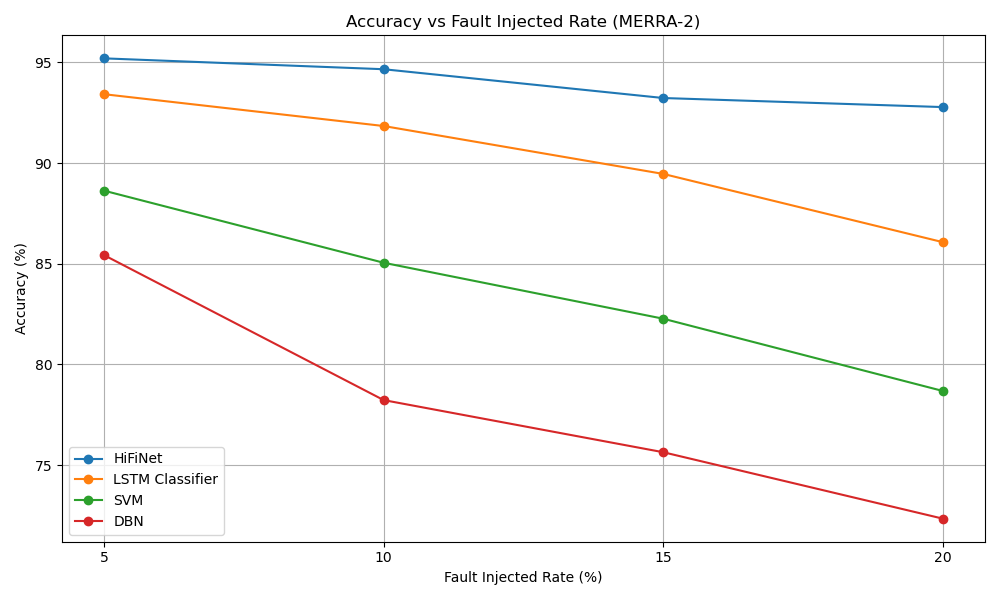 Accuracy vs Fault Injected Rate (MERRA-2)
Accuracy (%)
95
90
85
80
75
HiFiNet
LSTM Classifier
SVM
DBN
5 10 15 20
Fault Injected Rate (%)